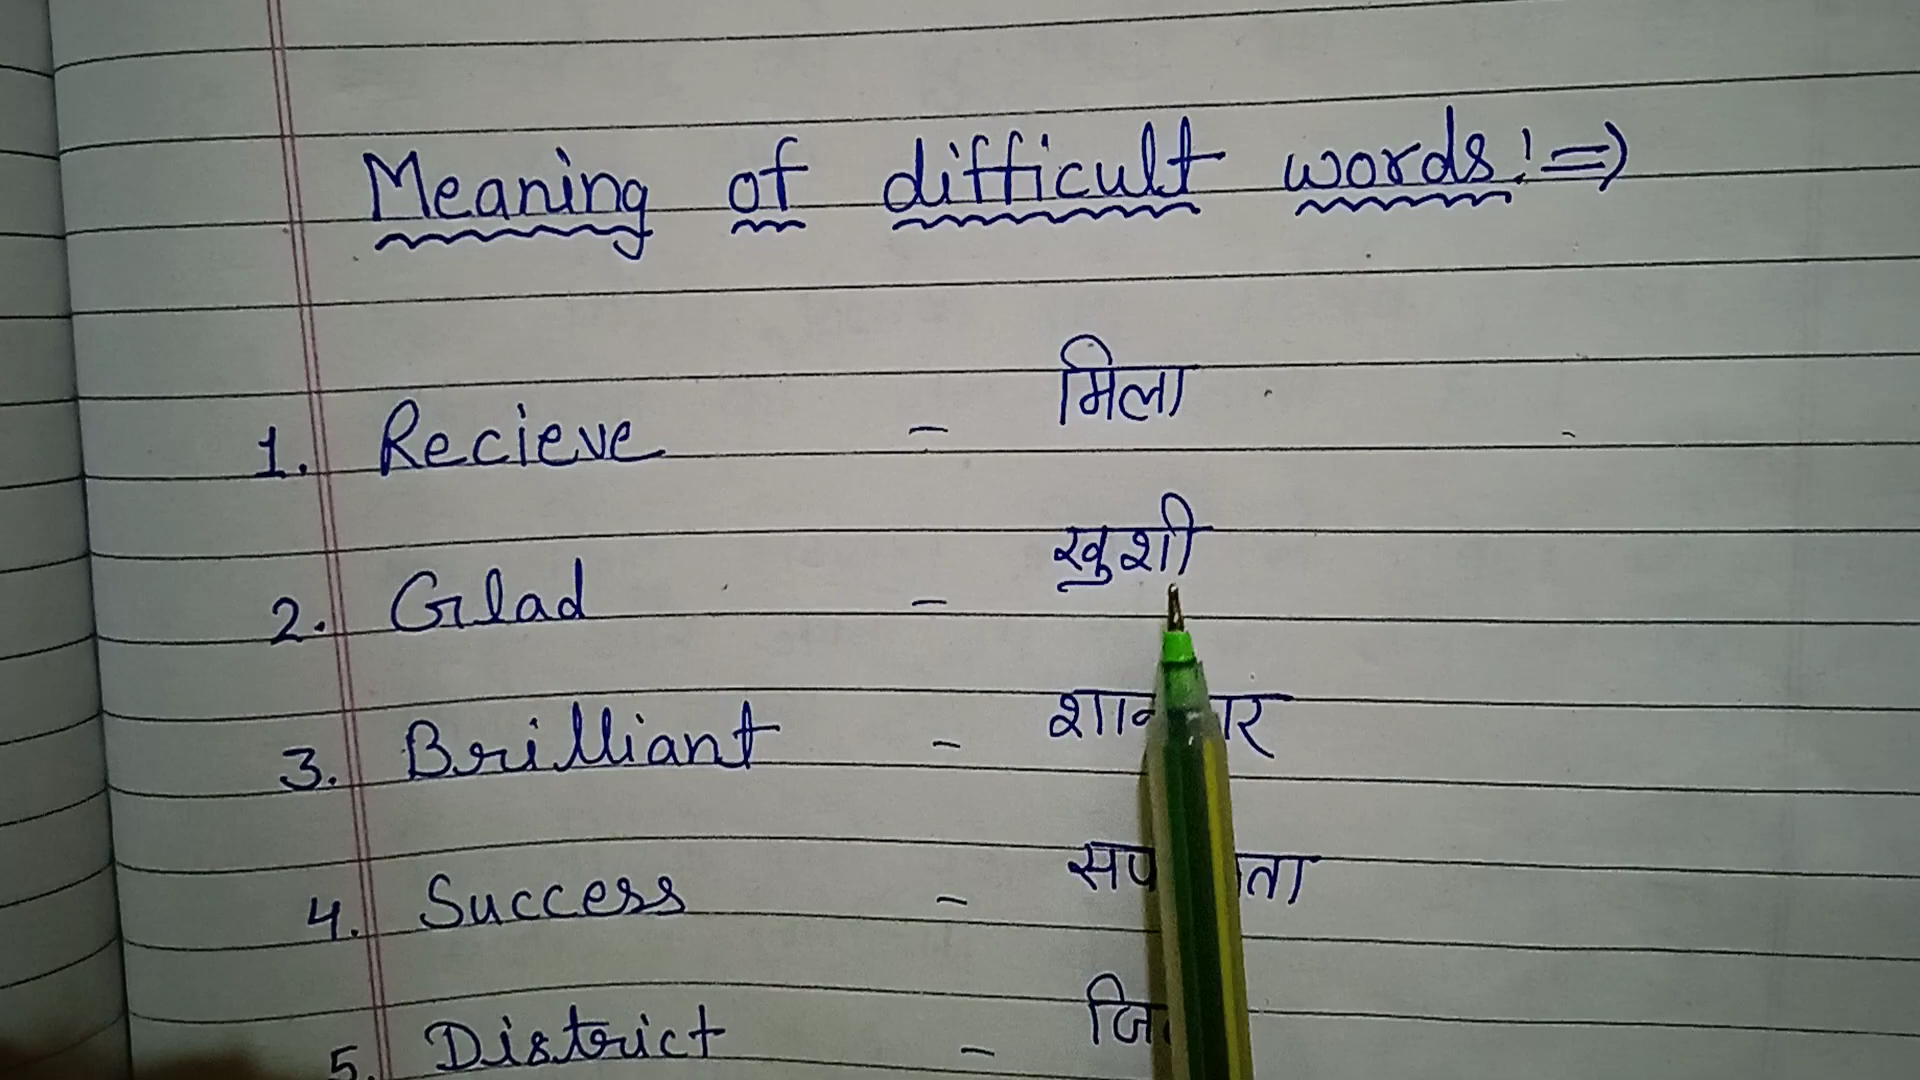 Meaning of difficult words :⇒
1. Recieve - मिला
2. Glad - खुशी
3. Brilliant -
4. Success -
5. District -